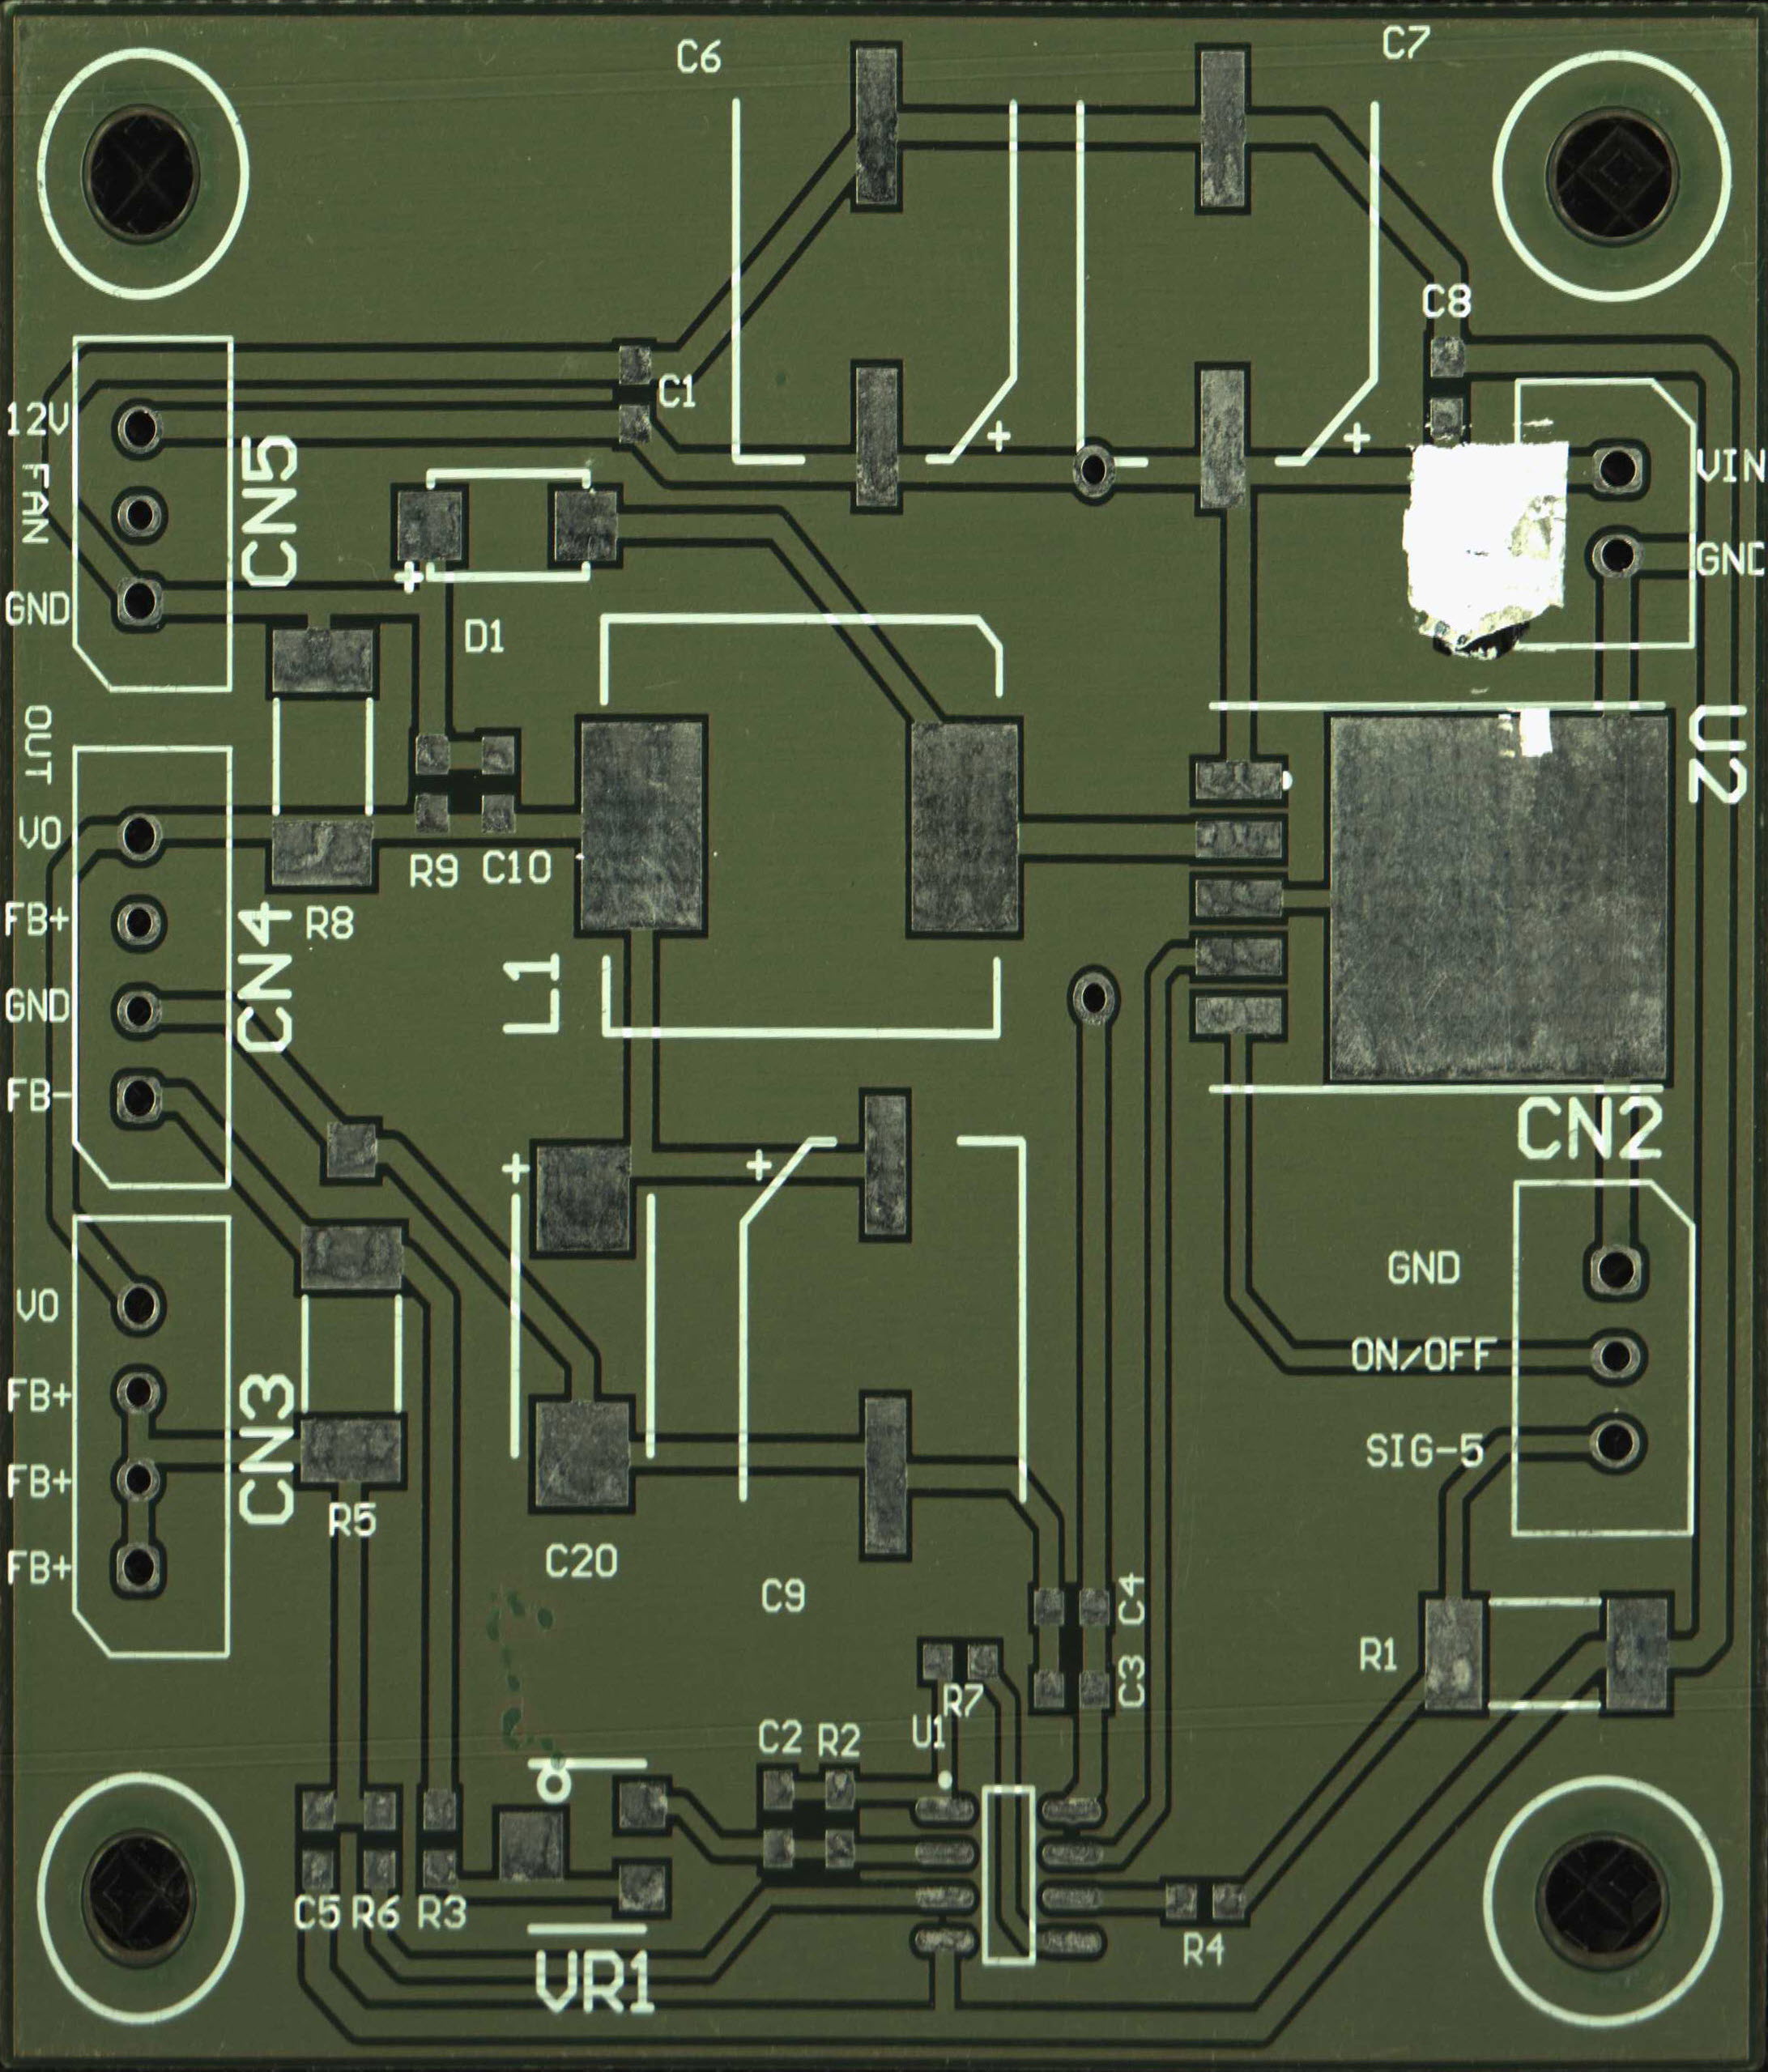 C6
C7
C8
C1
12V
FAN
GND
CN5
VIN
GND
D1
U2
OUT
VO
FB+
GND
FB-
CN4
R8
R9
C10
L1
CN2
GND
ON/OFF
SIG-5
VO
FB+
FB+
FB+
CN3
R5
C20
C9
C4
C3
R1
R7
U1
C2
R2
C5
R6
R3
VR1
R4